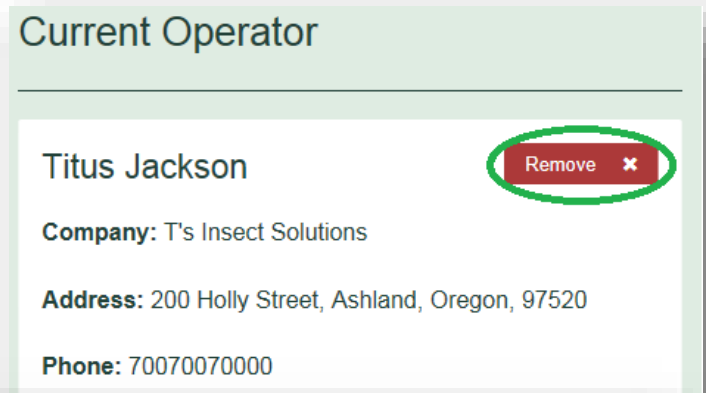 Current Operator
Titus Jackson
Remove ✖
Company: T's Insect Solutions
Address: 200 Holly Street, Ashland, Oregon, 97520
Phone: 70070070000